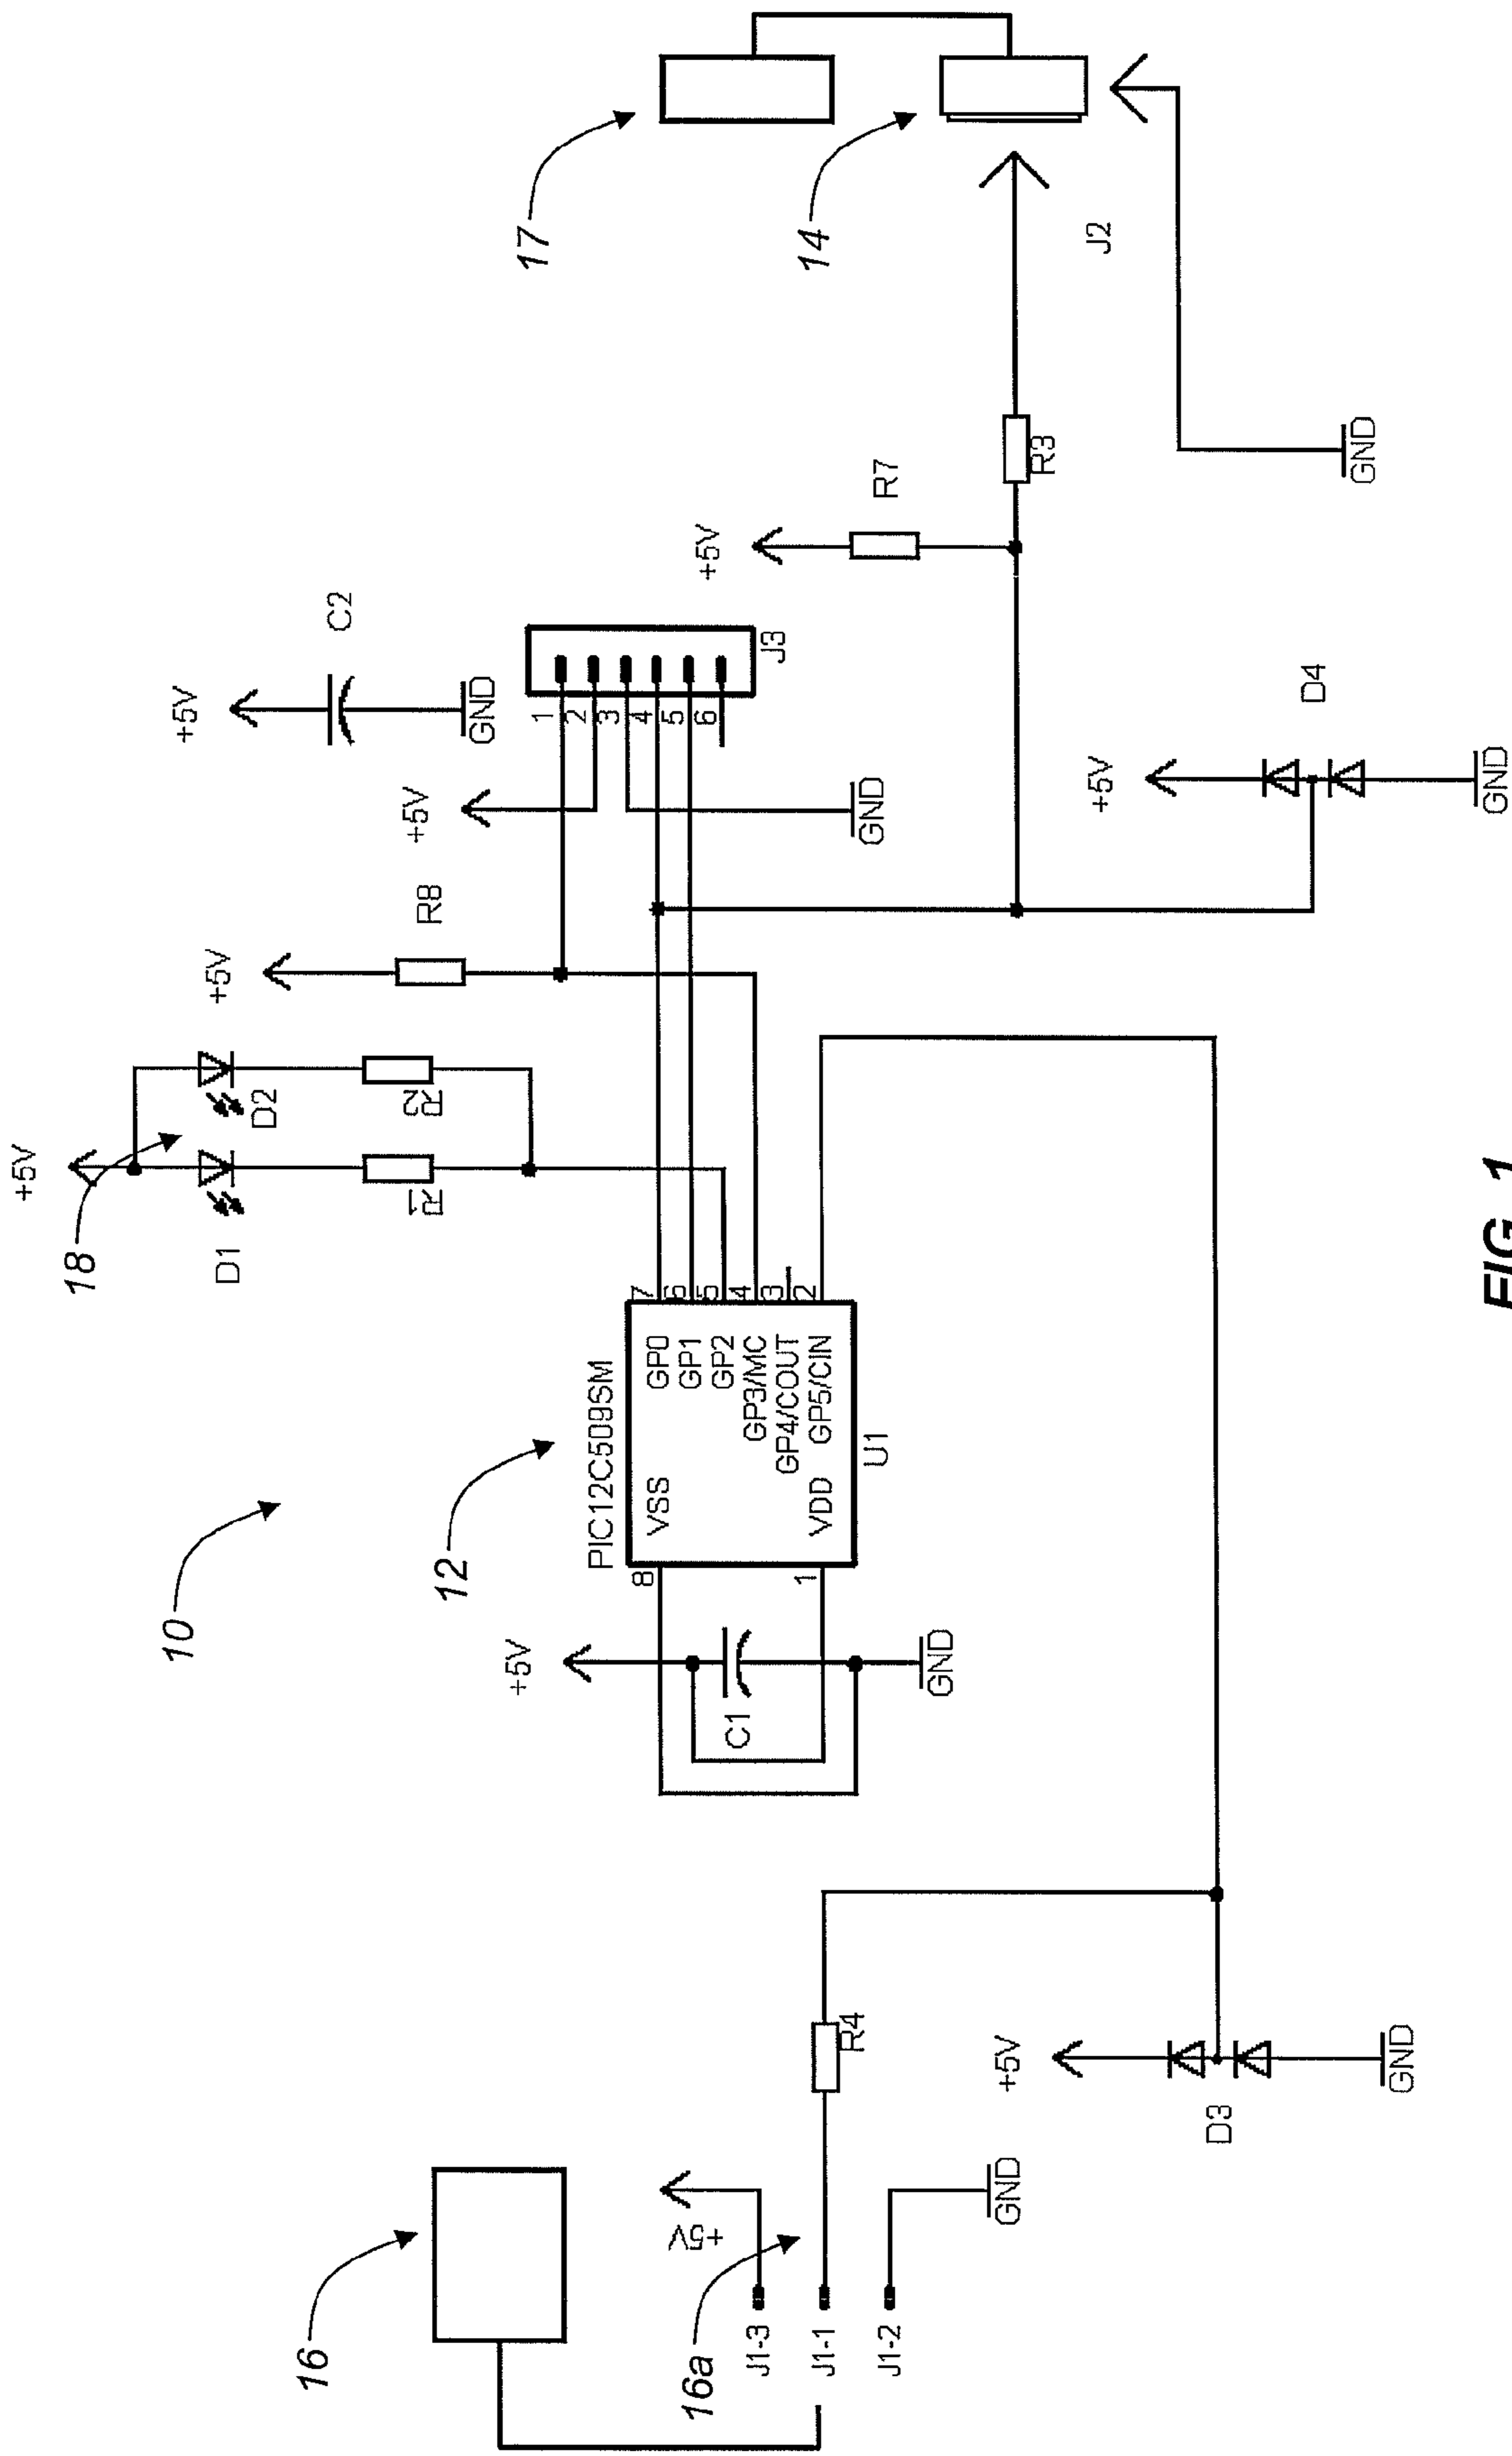 17
14
J2
+5V
R7
R3
GND
+5V
C2
GND
J3
1
2
3
4
5
6
+5V
GND
+5V
D4
GND
+5V
R8
+5V
18
D2
D1
R2
R1
10
12
PIC12C509SM
VSS
VDD
GP0
GP1
GP2
GP3/MC
GP4/COUT
GP5/CIN
7
6
5
4
3
2
8
1
U1
+5V
C1
GND
16
16a
+5V
J1-3
J1-1
J1-2
GND
R4
+5V
D3
GND
FIG. 1